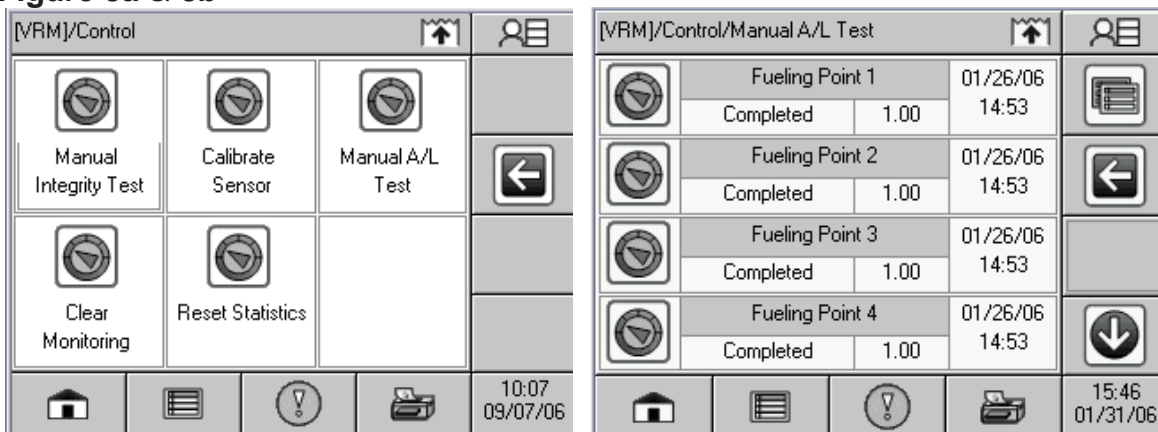 [VRM]/Control
Manual
Integrity Test
Calibrate
Sensor
Manual A/L
Test
Clear
Monitoring
Reset Statistics
10:07
09/07/06
[VRM]/Control/Manual A/L Test
Fueling Point 1
Completed
1.00
01/26/06
14:53
Fueling Point 2
Completed
1.00
01/26/06
14:53
Fueling Point 3
Completed
1.00
01/26/06
14:53
Fueling Point 4
Completed
1.00
01/26/06
14:53
15:46
01/31/06